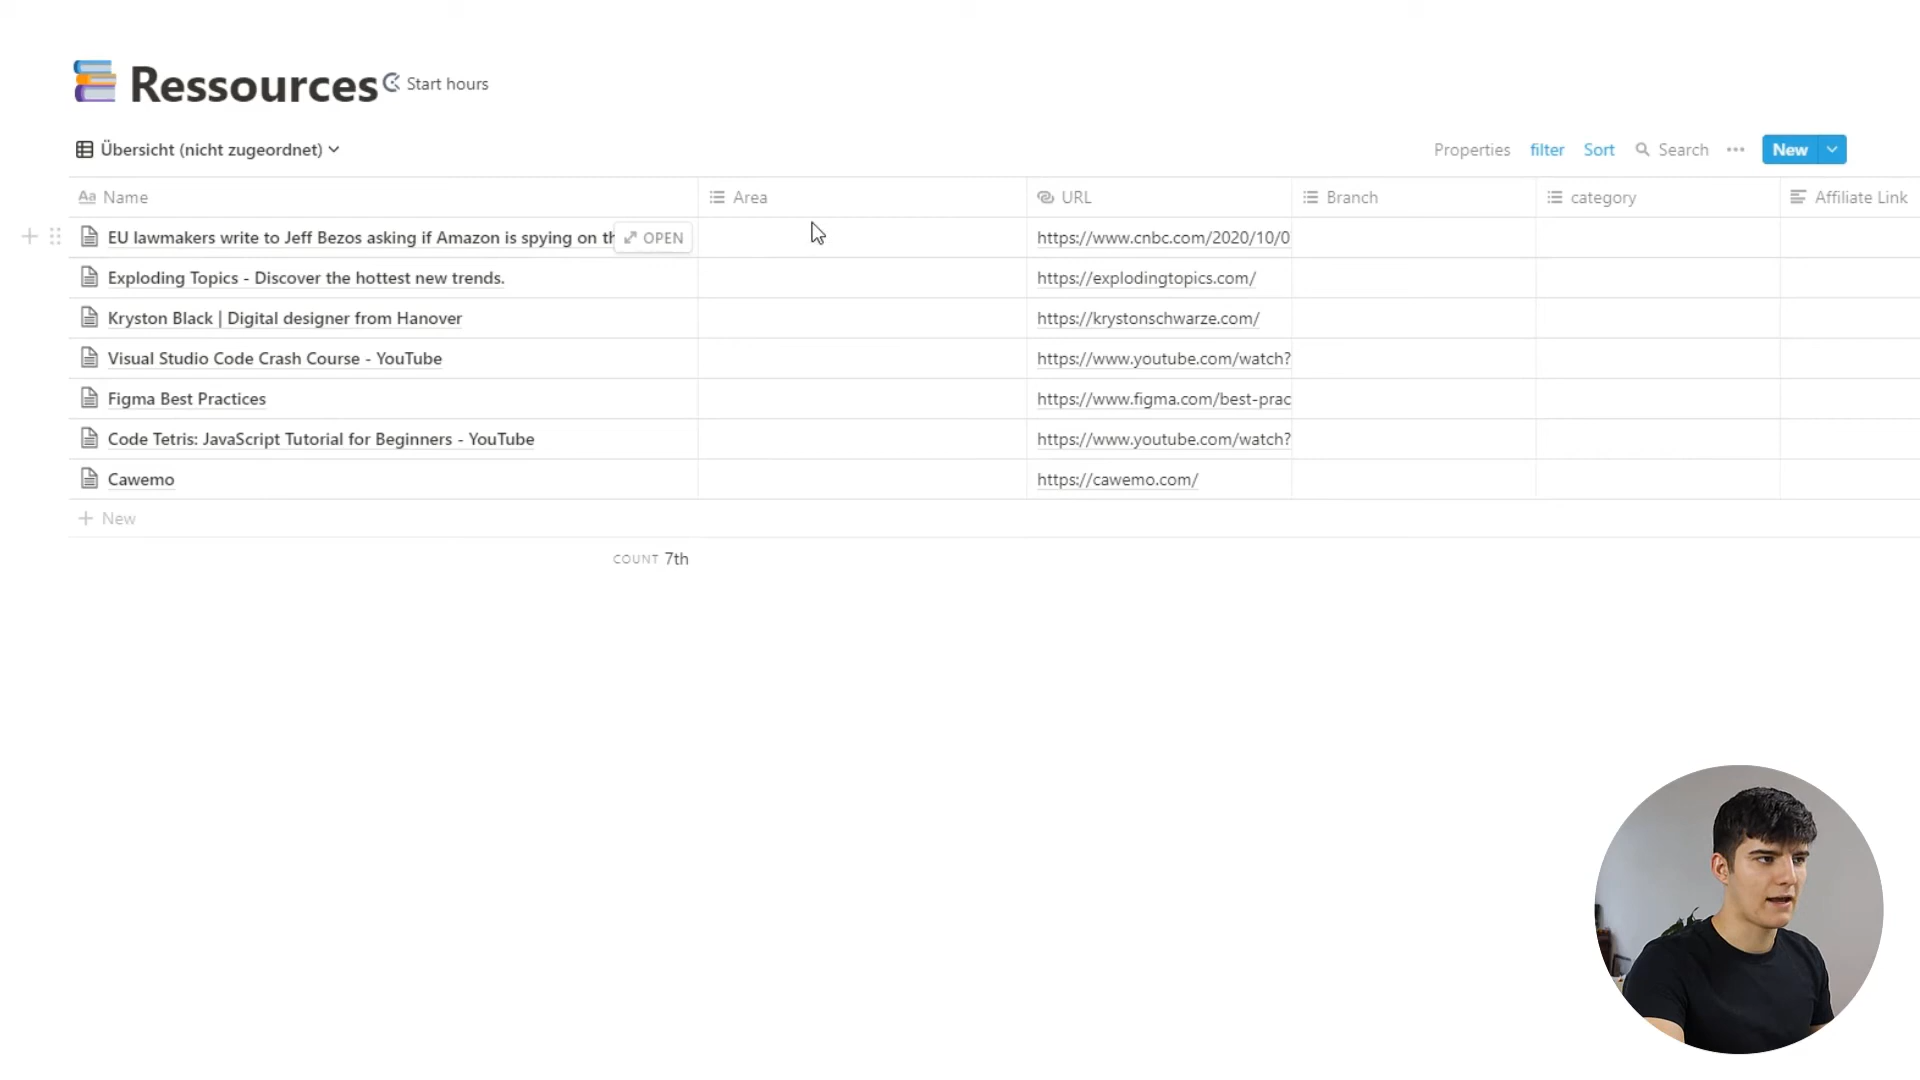 Ressources Start hours
Übersicht (nicht zugeordnet) Properties filter Sort Search New
Aa Name Area URL Branch category Affiliate Link
EU lawmakers write to Jeff Bezos asking if Amazon is spying on th OPEN https://www.cnbc.com/2020/10/0
Exploding Topics - Discover the hottest new trends. https://explodingtopics.com/
Kryston Black | Digital designer from Hanover https://krystonschwarze.com/
Visual Studio Code Crash Course - YouTube https://www.youtube.com/watch?
Figma Best Practices https://www.figma.com/best-prac
Code Tetris: JavaScript Tutorial for Beginners - YouTube https://www.youtube.com/watch?
Cawemo https://cawemo.com/
New
COUNT 7th